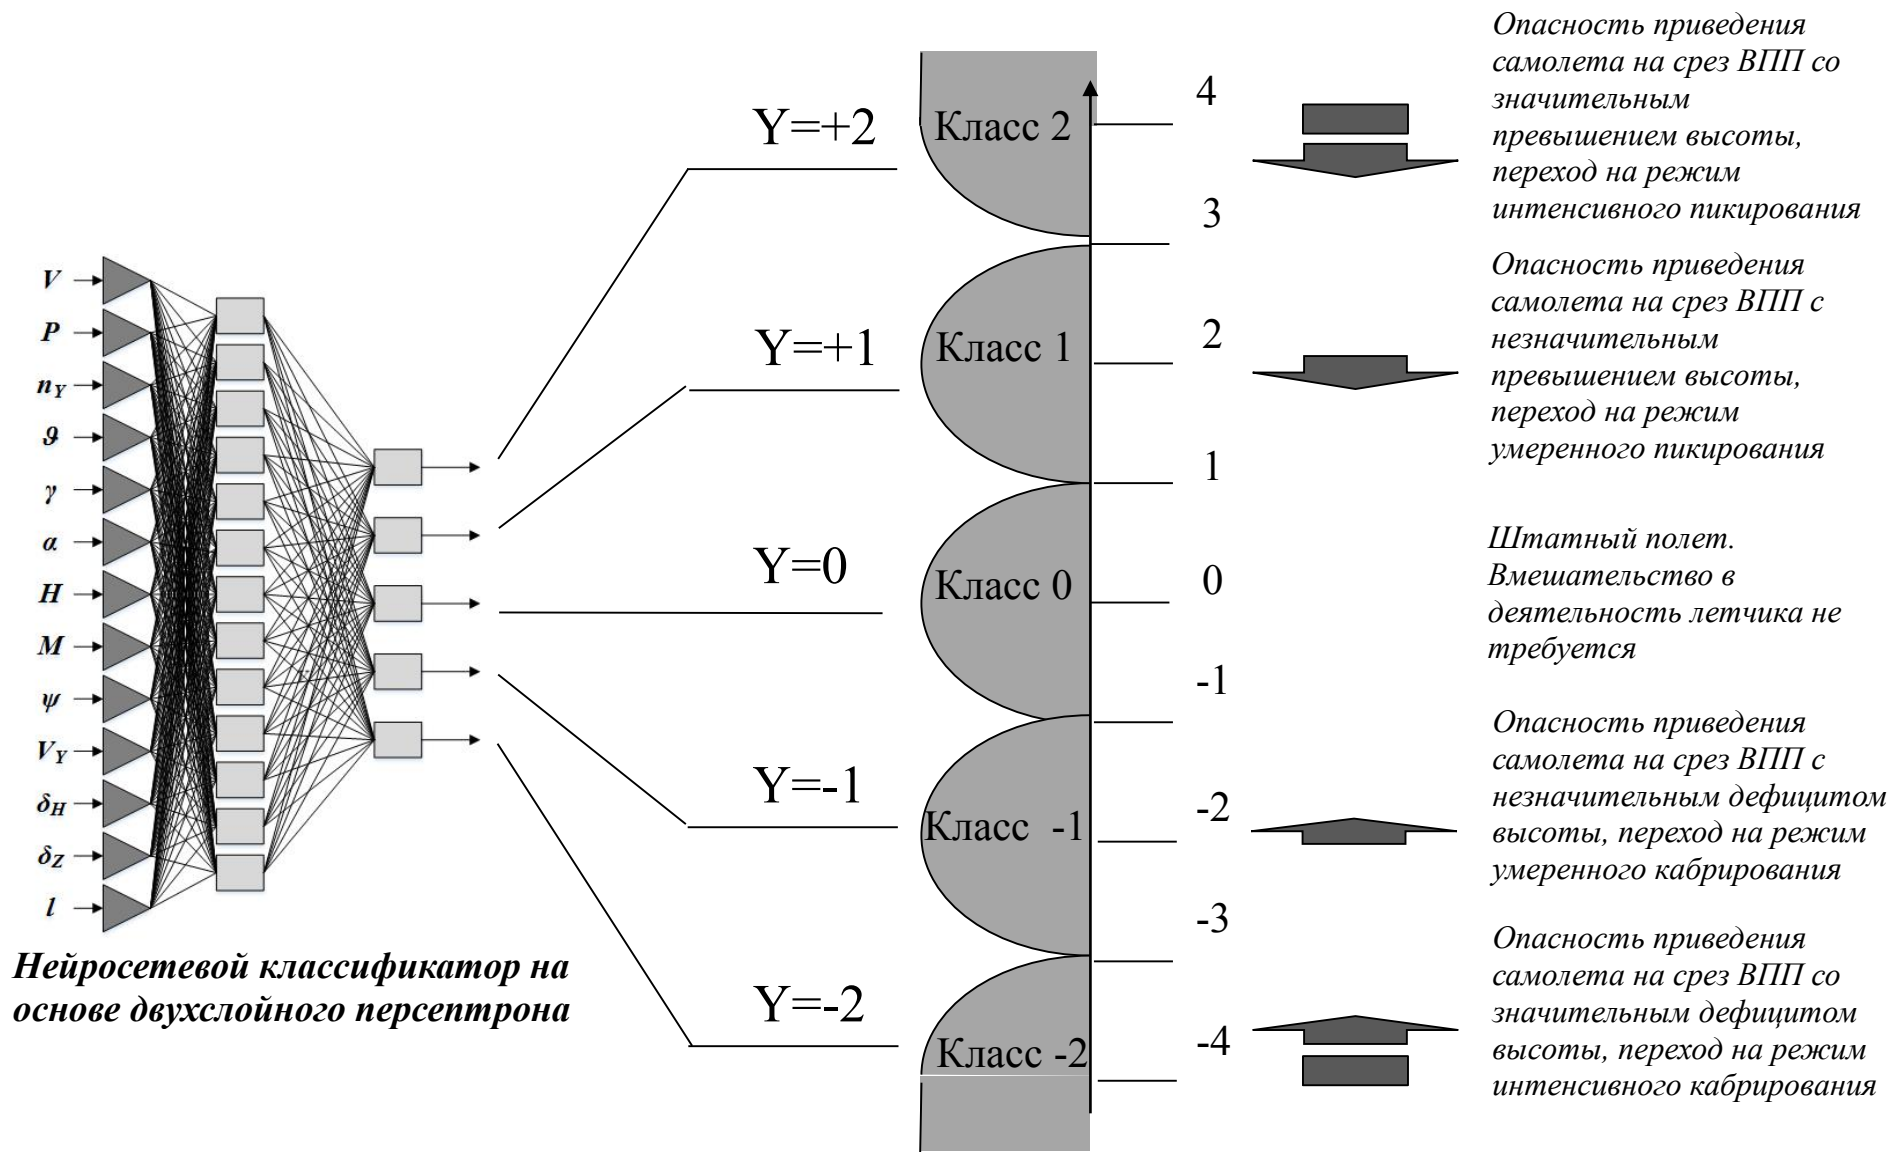 V
P
n_Y
ϑ
γ
α
H
M
ψ
V_Y
δ_H
δ_Z
l
Нейросетевой классификатор на
основе двухслойного персептрона
Y=+2
Y=+1
Y=0
Y=-1
Y=-2
Класс 2
Класс 1
Класс 0
Класс -1
Класс -2
4
3
2
1
0
-1
-2
-3
-4
Опасность приведения
самолета на срез ВПП со
значительным
превышением высоты,
переход на режим
интенсивного пикирования
Опасность приведения
самолета на срез ВПП с
незначительным
превышением высоты,
переход на режим
умеренного пикирования
Штатный полет.
Вмешательство в
деятельность летчика не
требуется
Опасность приведения
самолета на срез ВПП с
незначительным дефицитом
высоты, переход на режим
умеренного кабрирования
Опасность приведения
самолета на срез ВПП со
значительным дефицитом
высоты, переход на режим
интенсивного кабрирования